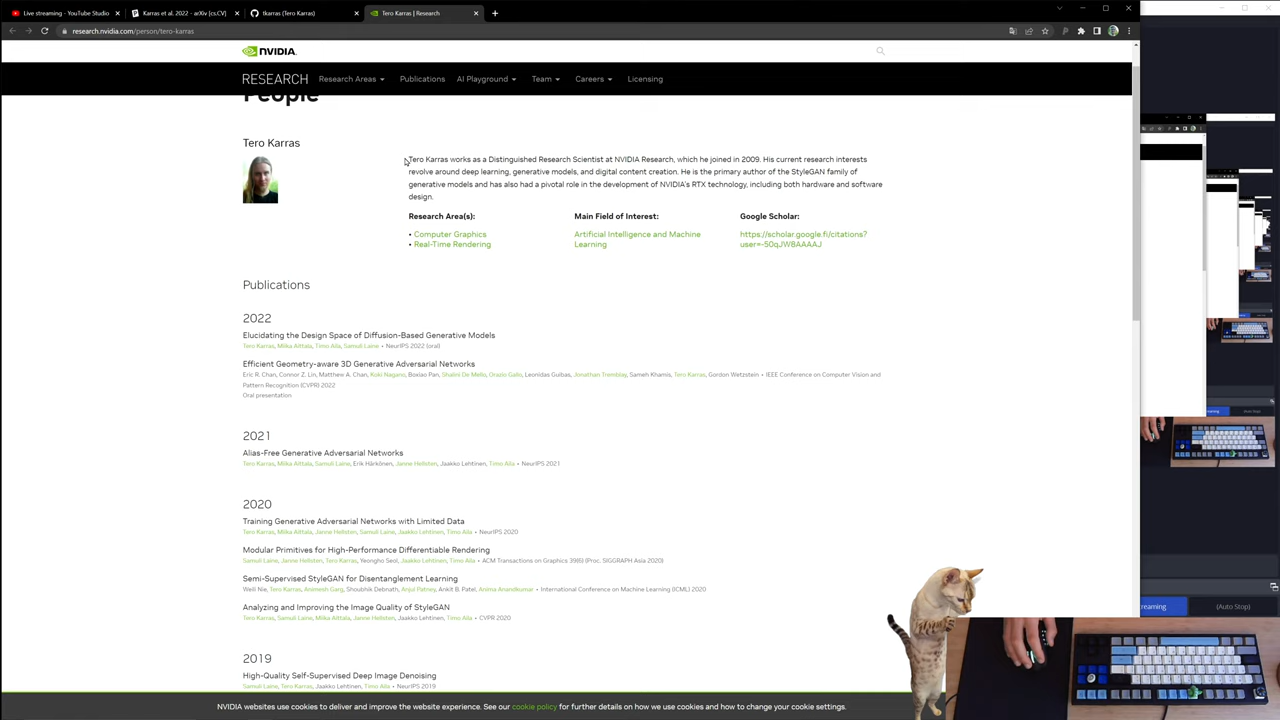 Live streaming - YouTube Studio
Karras et al. 2022 - arXiv [cs.CV]
tkarras (Tero Karras)
Tero Karras | Research
research.nvidia.com/person/tero-karras
NVIDIA.
RESEARCH Research Areas Publications AI Playground Team Careers Licensing
People
Tero Karras
Tero Karras works as a Distinguished Research Scientist at NVIDIA Research, which he joined in 2009. His current research interests
revolve around deep learning, generative models, and digital content creation. He is the primary author of the StyleGAN family of
generative models and has also had a pivotal role in the development of NVIDIA's RTX technology, including both hardware and software
design.
Research Area(s):
• Computer Graphics
• Real-Time Rendering
Main Field of Interest:
Artificial Intelligence and Machine
Learning
Google Scholar:
https://scholar.google.fi/citations?
user=-50qJW8AAAAJ
Publications
2022
Elucidating the Design Space of Diffusion-Based Generative Models
Tero Karras, Miika Aittala, Timo Aila, Samuli Laine • NeurIPS 2022 (oral)
Efficient Geometry-aware 3D Generative Adversarial Networks
Eric R. Chan, Connor Z. Lin, Matthew A. Chan, Koki Nagano, Boxiao Pan, Shalini De Mello, Orazio Gallo, Leonidas Guibas, Jonathan Tremblay, Sameh Khamis, Tero Karras, Gordon Wetzstein • IEEE Conference on Computer Vision and
Pattern Recognition (CVPR) 2022
Oral presentation
2021
Alias-Free Generative Adversarial Networks
Tero Karras, Miika Aittala, Samuli Laine, Erik Härkönen, Janne Hellsten, Jaakko Lehtinen, Timo Aila • NeurIPS 2021
2020
Training Generative Adversarial Networks with Limited Data
Tero Karras, Miika Aittala, Janne Hellsten, Samuli Laine, Jaakko Lehtinen, Timo Aila • NeurIPS 2020
Modular Primitives for High-Performance Differentiable Rendering
Samuli Laine, Janne Hellsten, Tero Karras, Yeongho Seol, Jaakko Lehtinen, Timo Aila • ACM Transactions on Graphics 39(6) (Proc. SIGGRAPH Asia 2020)
Semi-Supervised StyleGAN for Disentanglement Learning
Weili Nie, Tero Karras, Animesh Garg, Shoubhik Debnath, Anjul Patney, Ankit B. Patel, Anima Anandkumar • International Conference on Machine Learning (ICML) 2020
Analyzing and Improving the Image Quality of StyleGAN
Tero Karras, Samuli Laine, Miika Aittala, Janne Hellsten, Jaakko Lehtinen, Timo Aila • CVPR 2020
2019
High-Quality Self-Supervised Deep Image Denoising
Samuli Laine, Tero Karras, Jaakko Lehtinen, Timo Aila • NeurIPS 2019
NVIDIA websites use cookies to deliver and improve the website experience. See our cookie policy for further details on how we use cookies and how to change your cookie settings.
(Auto Stop)